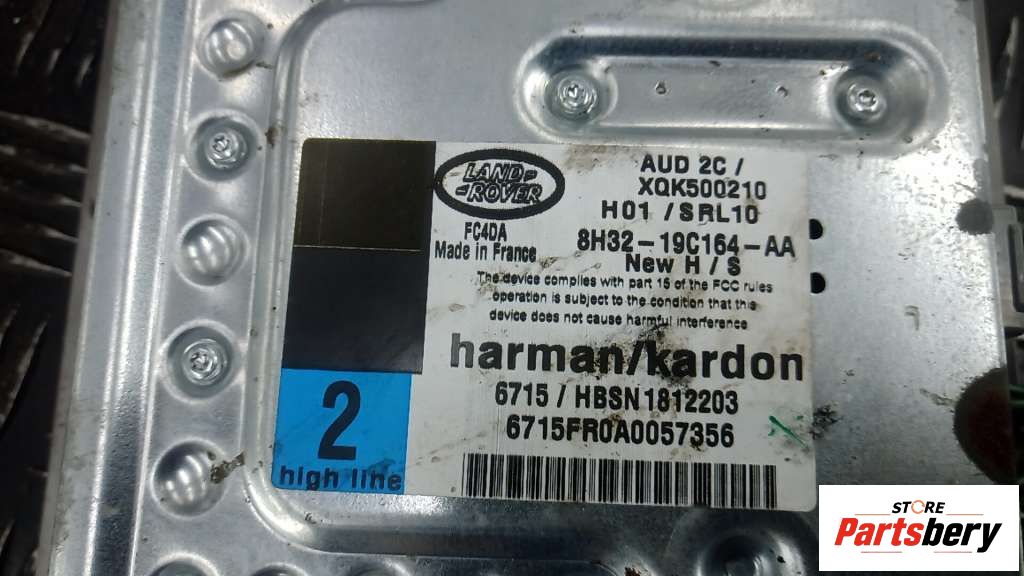 LAND
ROVER
FC4DA
Made in France
AUD 2C /
XQK500210
H01 / SRL10
8H32-19C164-AA
New H / S
The device complies with part 15 of the FCC rules
operation is subject to the condition that this
device does not cause harmful interference
harman/kardon
6715 / HBSN1812203
6715FR0A0057356
2
high line
STORE
Partsbery